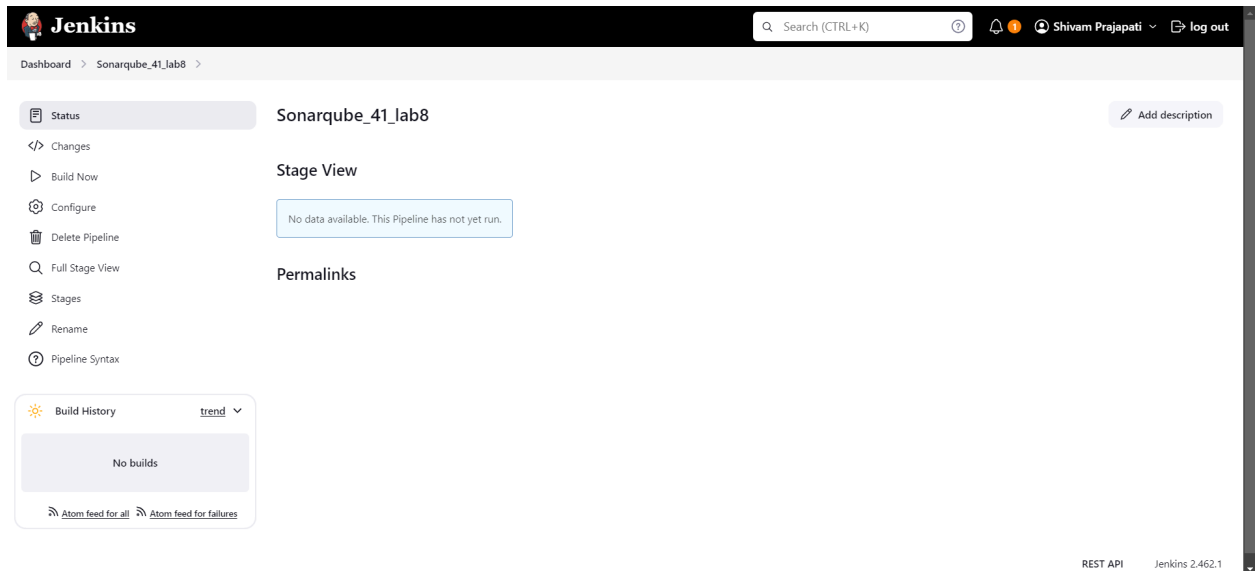 Jenkins
Search (CTRL+K)
1
Shivam Prajapati
log out
Dashboard > Sonarqube_41_lab8 >
Status
Changes
Build Now
Configure
Delete Pipeline
Full Stage View
Stages
Rename
Pipeline Syntax
Build History trend
No builds
Atom feed for all Atom feed for failures
Sonarqube_41_lab8
Add description
Stage View
No data available. This Pipeline has not yet run.
Permalinks
REST API Jenkins 2.462.1